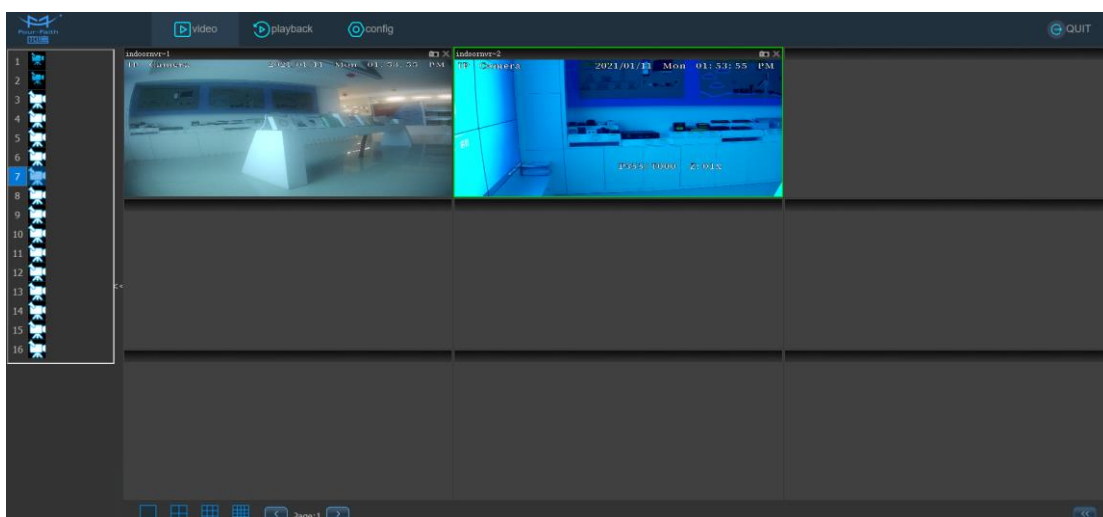 Four-Faith
video
playback
config
QUIT
indoornvr-1
indoornvr-2
IP Camera 2021/01/11 Mon 01:53:55 PM
IP Camera 2021/01/11 Mon 01:53:55 PM
1
2
3
4
5
6
7
8
9
10
11
12
13
14
15
16
Page:1